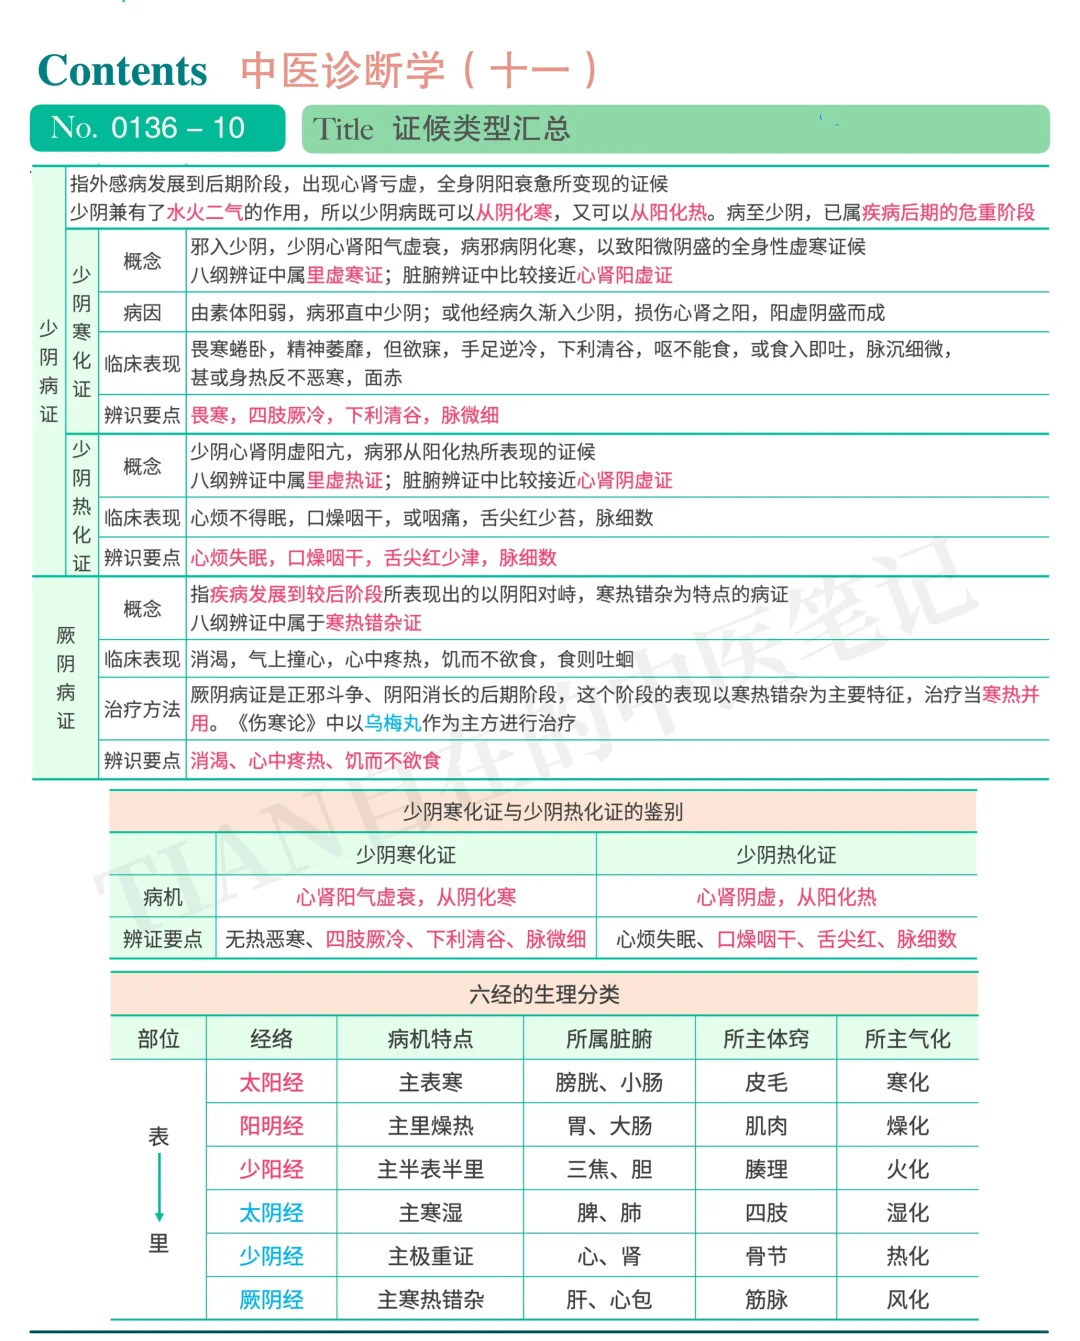 Contents 中医诊断学（十一）
No. 0136 – 10 Title 证候类型汇总
少阴病证
指外感病发展到后期阶段，出现心肾亏虚，全身阴阳衰惫所变现的证候
少阴兼有了水火二气的作用，所以少阴病既可以从阴化寒，又可以从阳化热。病至少阴，已属疾病后期的危重阶段
少阴寒化证
概念
邪入少阴，少阴心肾阳气虚衰，病邪病阴化寒，以致阳微阴盛的全身性虚寒证候
八纲辨证中属里虚寒证；脏腑辨证中比较接近心肾阳虚证
病因 由素体阳弱，病邪直中少阴；或他经病久渐入少阴，损伤心肾之阳，阳虚阴盛而成
临床表现
畏寒蜷卧，精神萎靡，但欲寐，手足逆冷，下利清谷，呕不能食，或食入即吐，脉沉细微，
甚或身热反不恶寒，面赤
辨识要点 畏寒，四肢厥冷，下利清谷，脉微细
少阴热化证
概念
少阴心肾阴虚阳亢，病邪从阳化热所表现的证候
八纲辨证中属里虚热证；脏腑辨证中比较接近心肾阴虚证
临床表现 心烦不得眠，口燥咽干，或咽痛，舌尖红少苔，脉细数
辨识要点 心烦失眠，口燥咽干，舌尖红少津，脉细数
厥阴病证
概念
指疾病发展到较后阶段所表现出的以阴阳对峙，寒热错杂为特点的病证
八纲辨证中属于寒热错杂证
临床表现 消渴，气上撞心，心中疼热，饥而不欲食，食则吐蛔
治疗方法
厥阴病证是正邪斗争、阴阳消长的后期阶段，这个阶段的表现以寒热错杂为主要特征，治疗当寒热并
用。《伤寒论》中以乌梅丸作为主方进行治疗
辨识要点 消渴、心中疼热、饥而不欲食
少阴寒化证与少阴热化证的鉴别
少阴寒化证 少阴热化证
病机 心肾阳气虚衰，从阴化寒 心肾阴虚，从阳化热
辨证要点 无热恶寒、四肢厥冷、下利清谷、脉微细 心烦失眠、口燥咽干、舌尖红、脉细数
六经的生理分类
部位 经络 病机特点 所属脏腑 所主体窍 所主气化
表
太阳经 主表寒 膀胱、小肠 皮毛 寒化
阳明经 主里燥热 胃、大肠 肌肉 燥化
少阳经 主半表半里 三焦、胆 腠理 火化
太阴经 主寒湿 脾、肺 四肢 湿化
里
少阴经 主极重证 心、肾 骨节 热化
厥阴经 主寒热错杂 肝、心包 筋脉 风化
TIAN自在的中医笔记